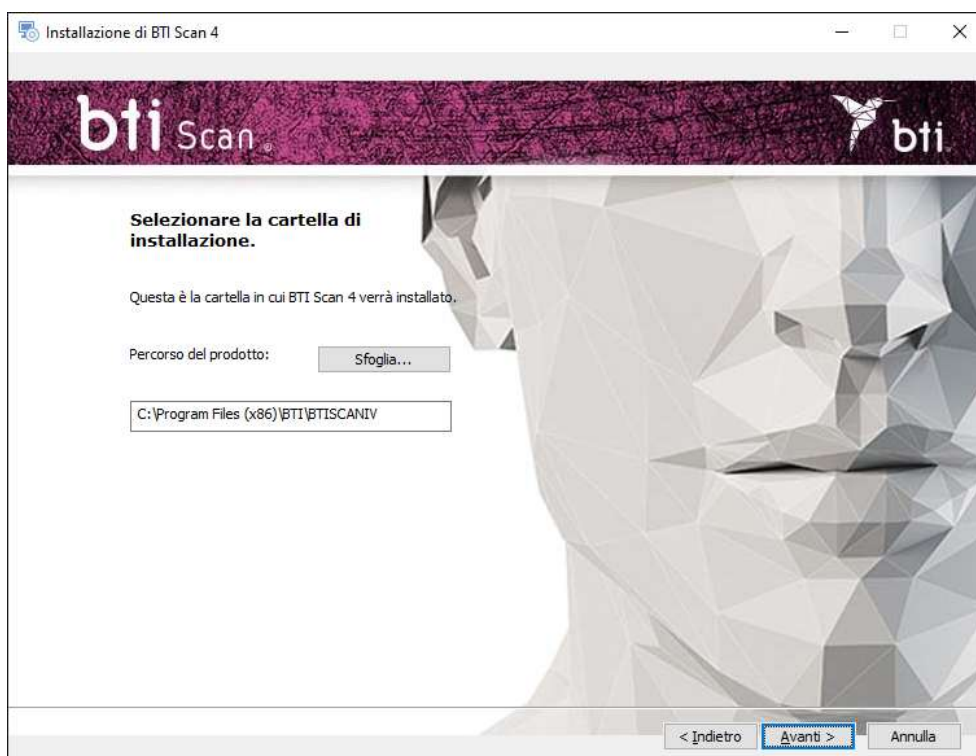 Installazione di BTI Scan 4
bti Scan®
bti
Selezionare la cartella di
installazione.
Questa è la cartella in cui BTI Scan 4 verrà installato.
Percorso del prodotto:
Sfoglia...
C:\Program Files (x86)\BTI\BTISCANIV
< Indietro
Avanti >
Annulla